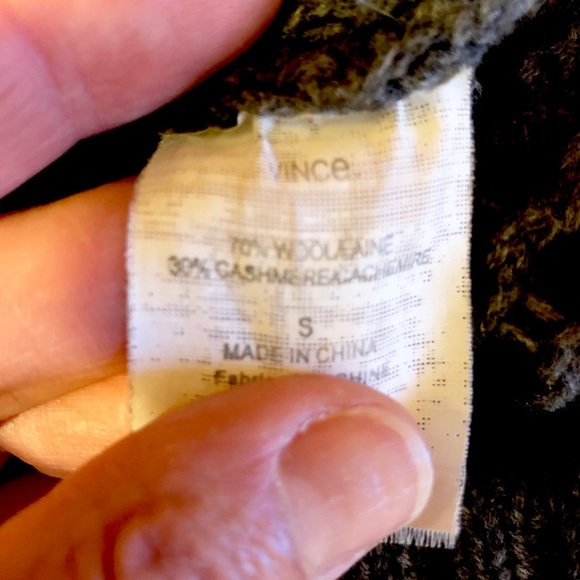 VINCE.
70% WOOL/LAINE
30% CASHMERE/CACHEMIRE
S
MADE IN CHINA
CHINE